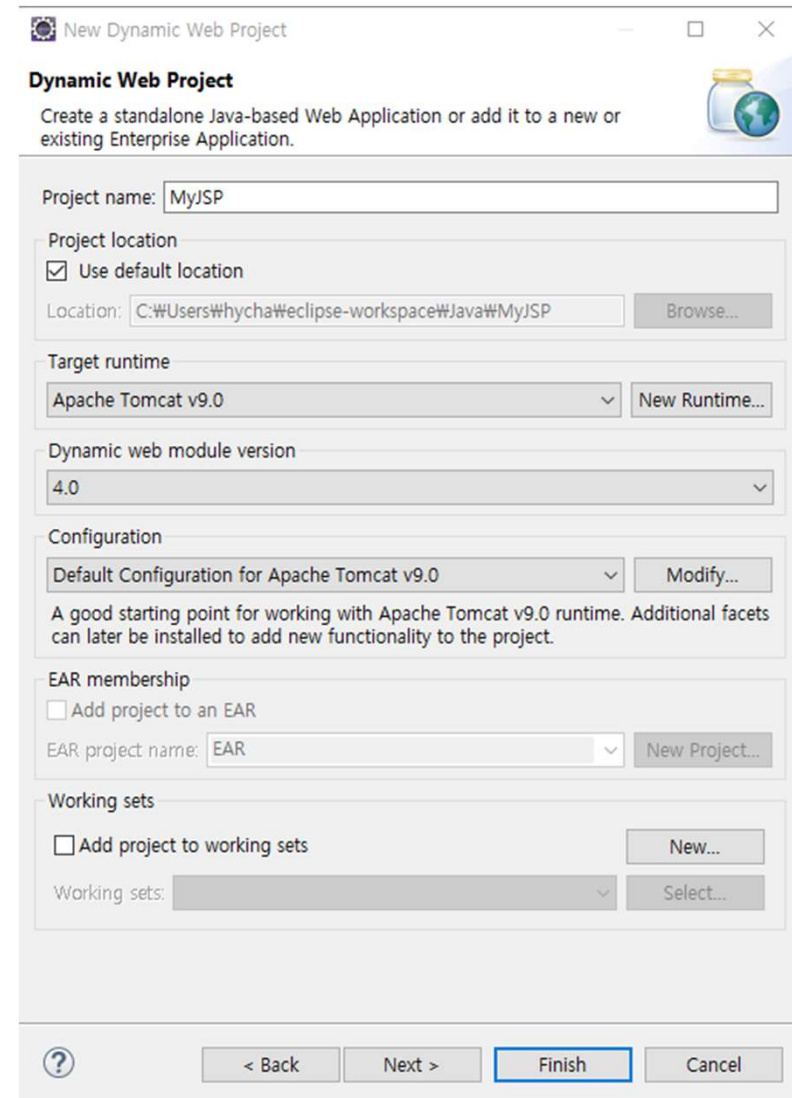 New Dynamic Web Project
Dynamic Web Project
Create a standalone Java-based Web Application or add it to a new or
existing Enterprise Application.
Project name: MyJSP
Project location
Use default location
Location: C:₩Users₩hycha₩eclipse-workspace₩Java₩MyJSP Browse...
Target runtime
Apache Tomcat v9.0 New Runtime...
Dynamic web module version
4.0
Configuration
Default Configuration for Apache Tomcat v9.0 Modify...
A good starting point for working with Apache Tomcat v9.0 runtime. Additional facets
can later be installed to add new functionality to the project.
EAR membership
Add project to an EAR
EAR project name: EAR New Project...
Working sets
Add project to working sets New...
Working sets: Select...
? < Back Next > Finish Cancel